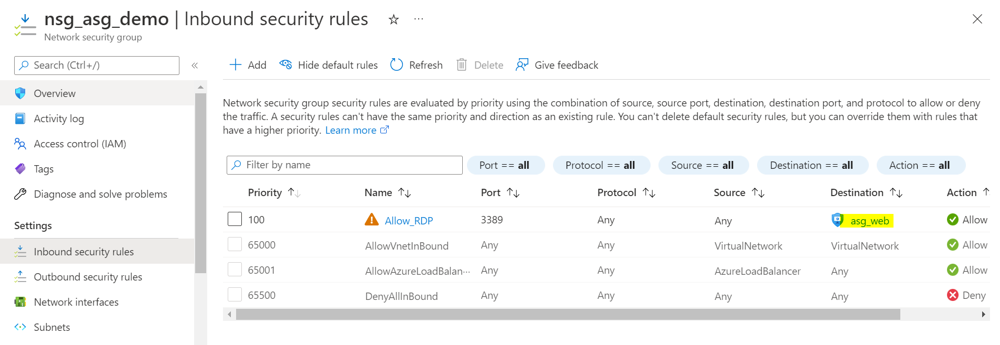 nsg_asg_demo | Inbound security rules ☆ ···
Network security group
Search (Ctrl+/) «
Add Hide default rules Refresh Delete Give feedback
Overview
Activity log
Access control (IAM)
Tags
Diagnose and solve problems
Settings
Inbound security rules
Outbound security rules
Network interfaces
Subnets
Network security group security rules are evaluated by priority using the combination of source, source port, destination, destination port, and protocol to allow or deny
the traffic. A security rules can't have the same priority and direction as an existing rule. You can't delete default security rules, but you can override them with rules that
have a higher priority. Learn more
Filter by name Port == all Protocol == all Source == all Destination == all Action == all
Priority ↑↓ Name ↑↓ Port ↑↓ Protocol ↑↓ Source ↑↓ Destination ↑↓ Action ↑
100 Allow_RDP 3389 Any Any asg_web Allow
65000 AllowVnetInBound Any Any VirtualNetwork VirtualNetwork Allow
65001 AllowAzureLoadBalan··· Any Any AzureLoadBalancer Any Allow
65500 DenyAllInBound Any Any Any Any Deny